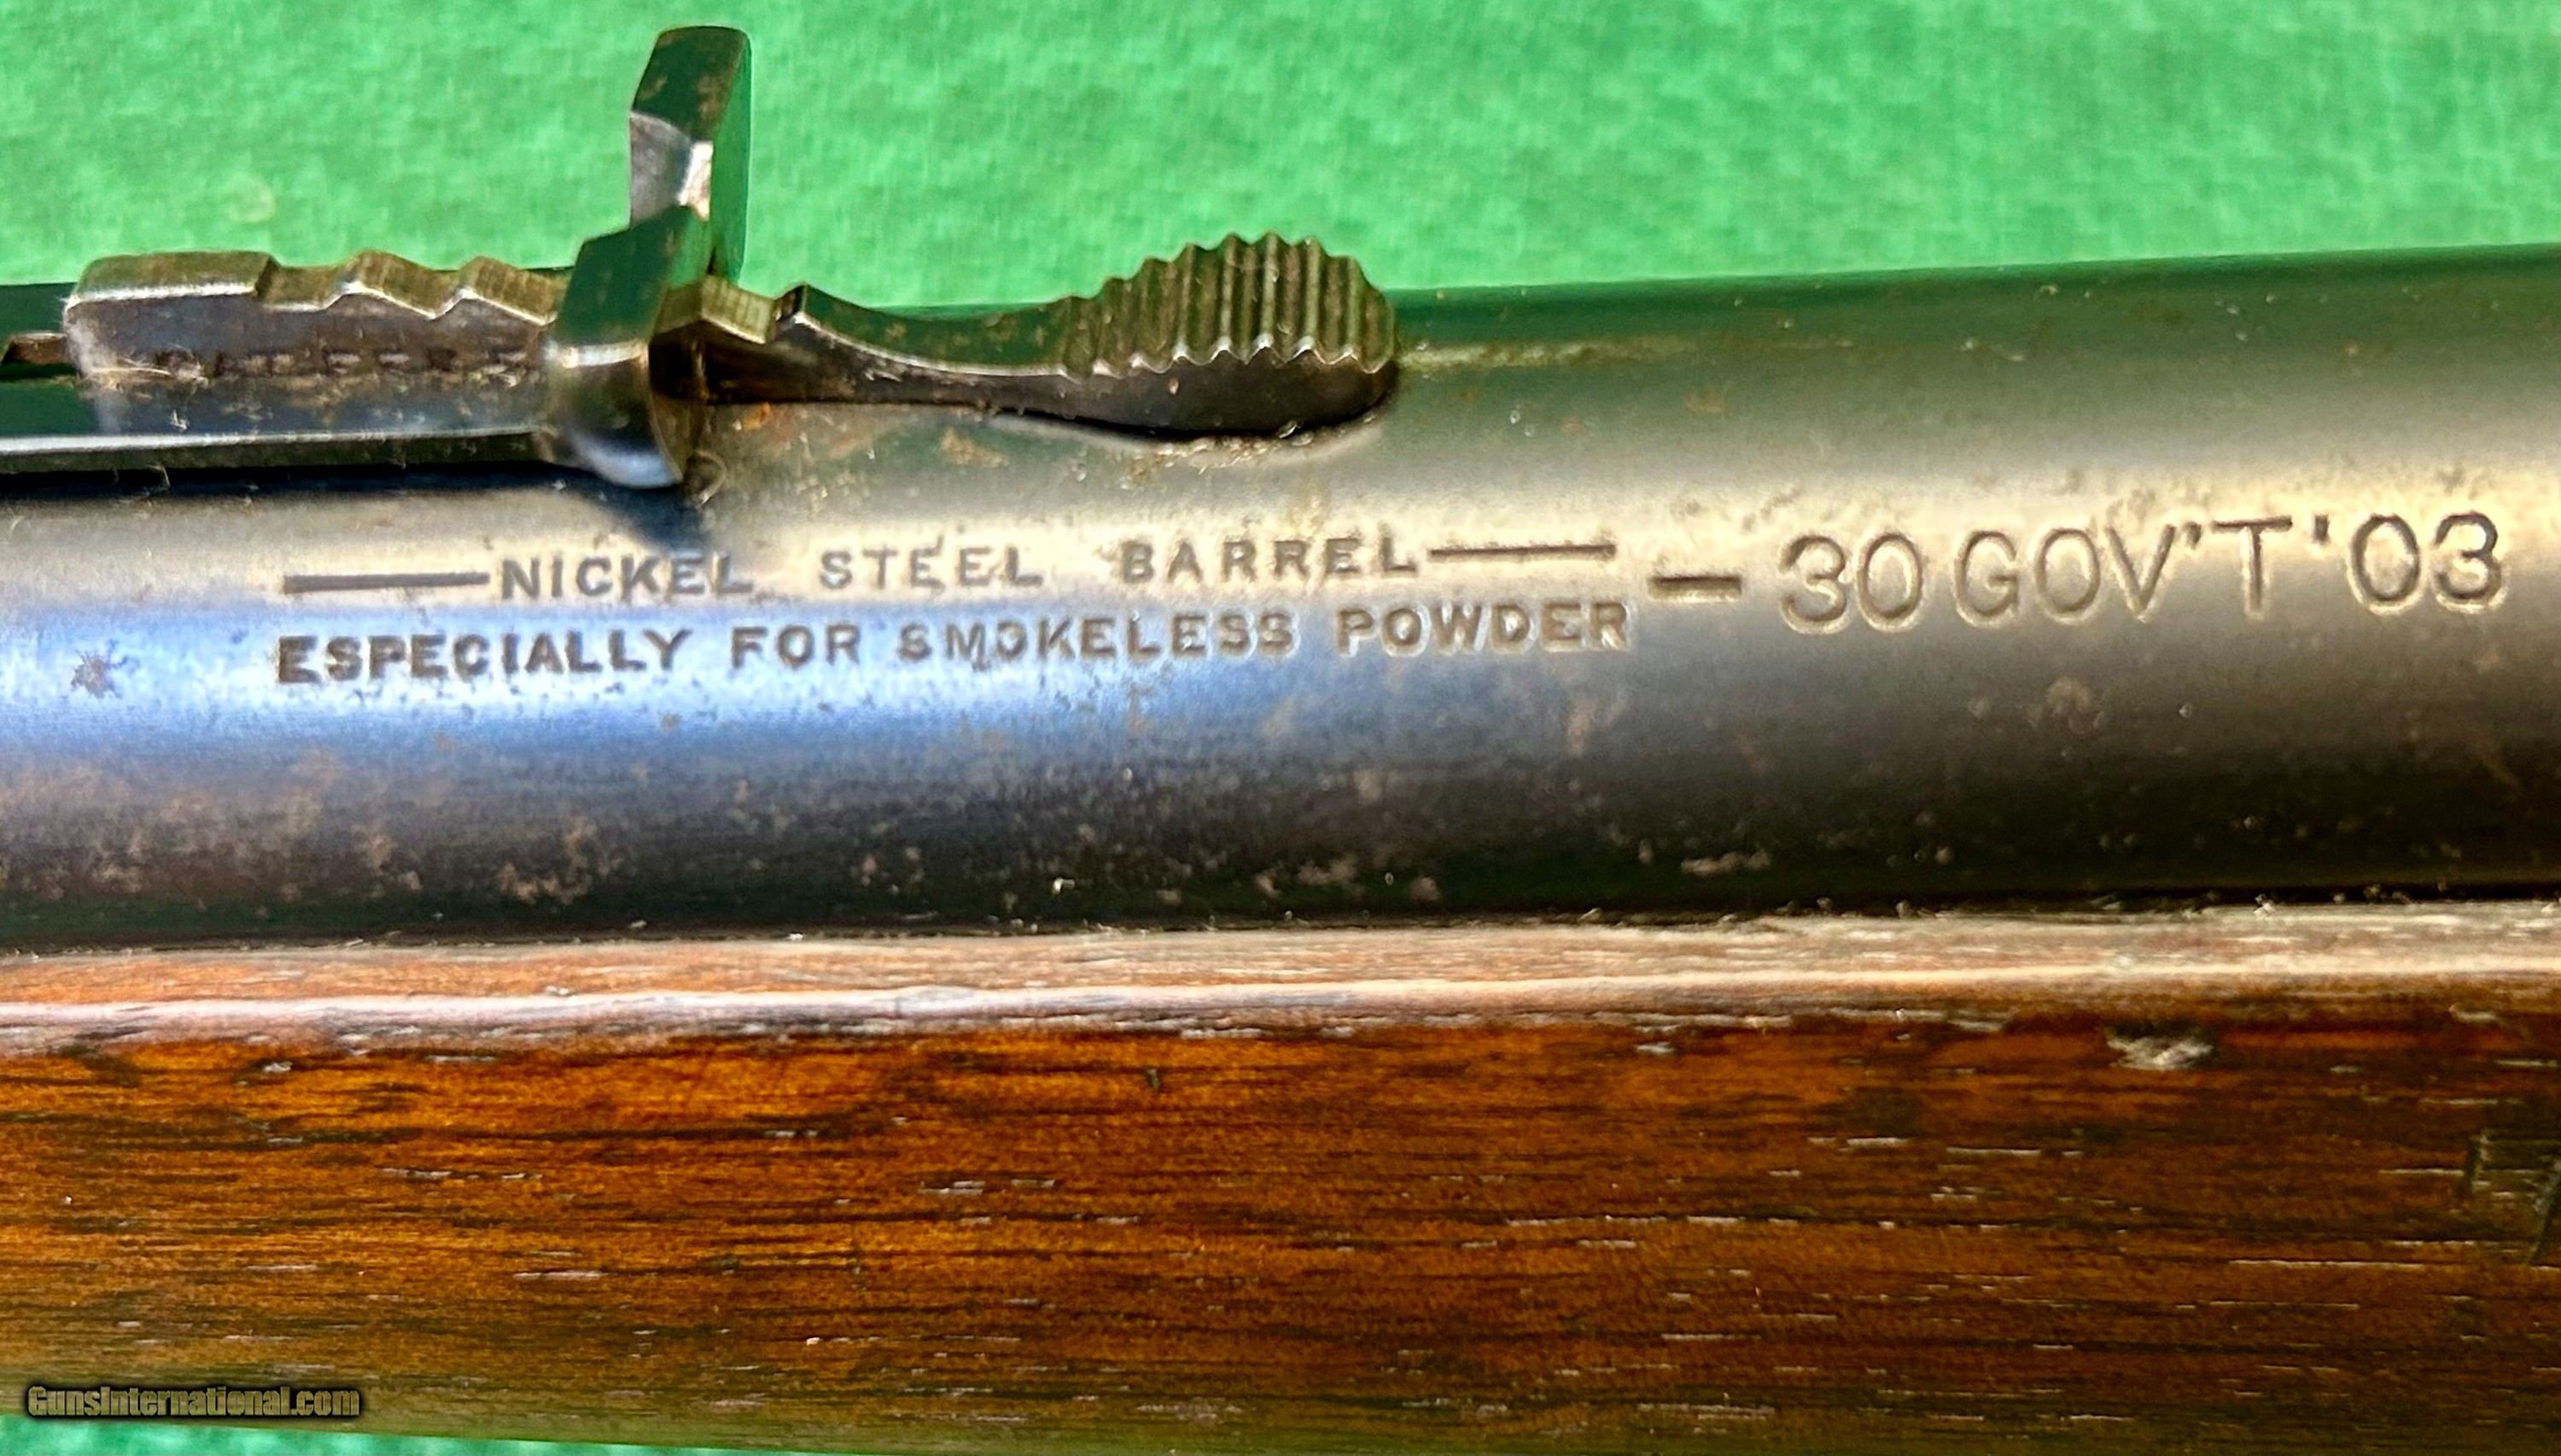 NICKEL STEEL BARREL
ESPECIALLY FOR SMOKELESS POWDER
-30 GOV'T '03
GunsInternational.com